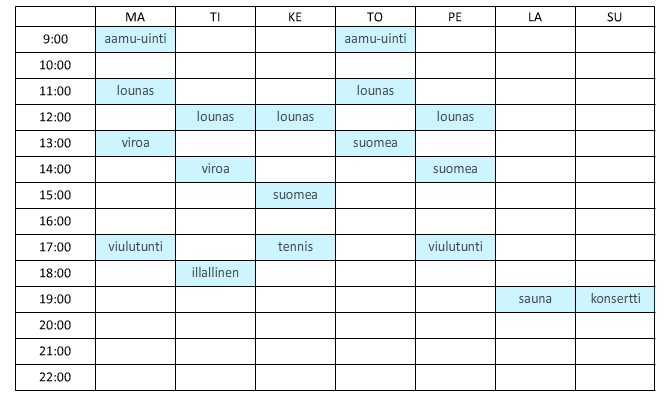 MA TI KE TO PE LA SU
9:00 aamu-uinti aamu-uinti
10:00
11:00 lounas lounas
12:00 lounas lounas lounas
13:00 viroa suomea
14:00 viroa suomea
15:00 suomea
16:00
17:00 viulutunti tennis viulutunti
18:00 illallinen
19:00 sauna konsertti
20:00
21:00
22:00